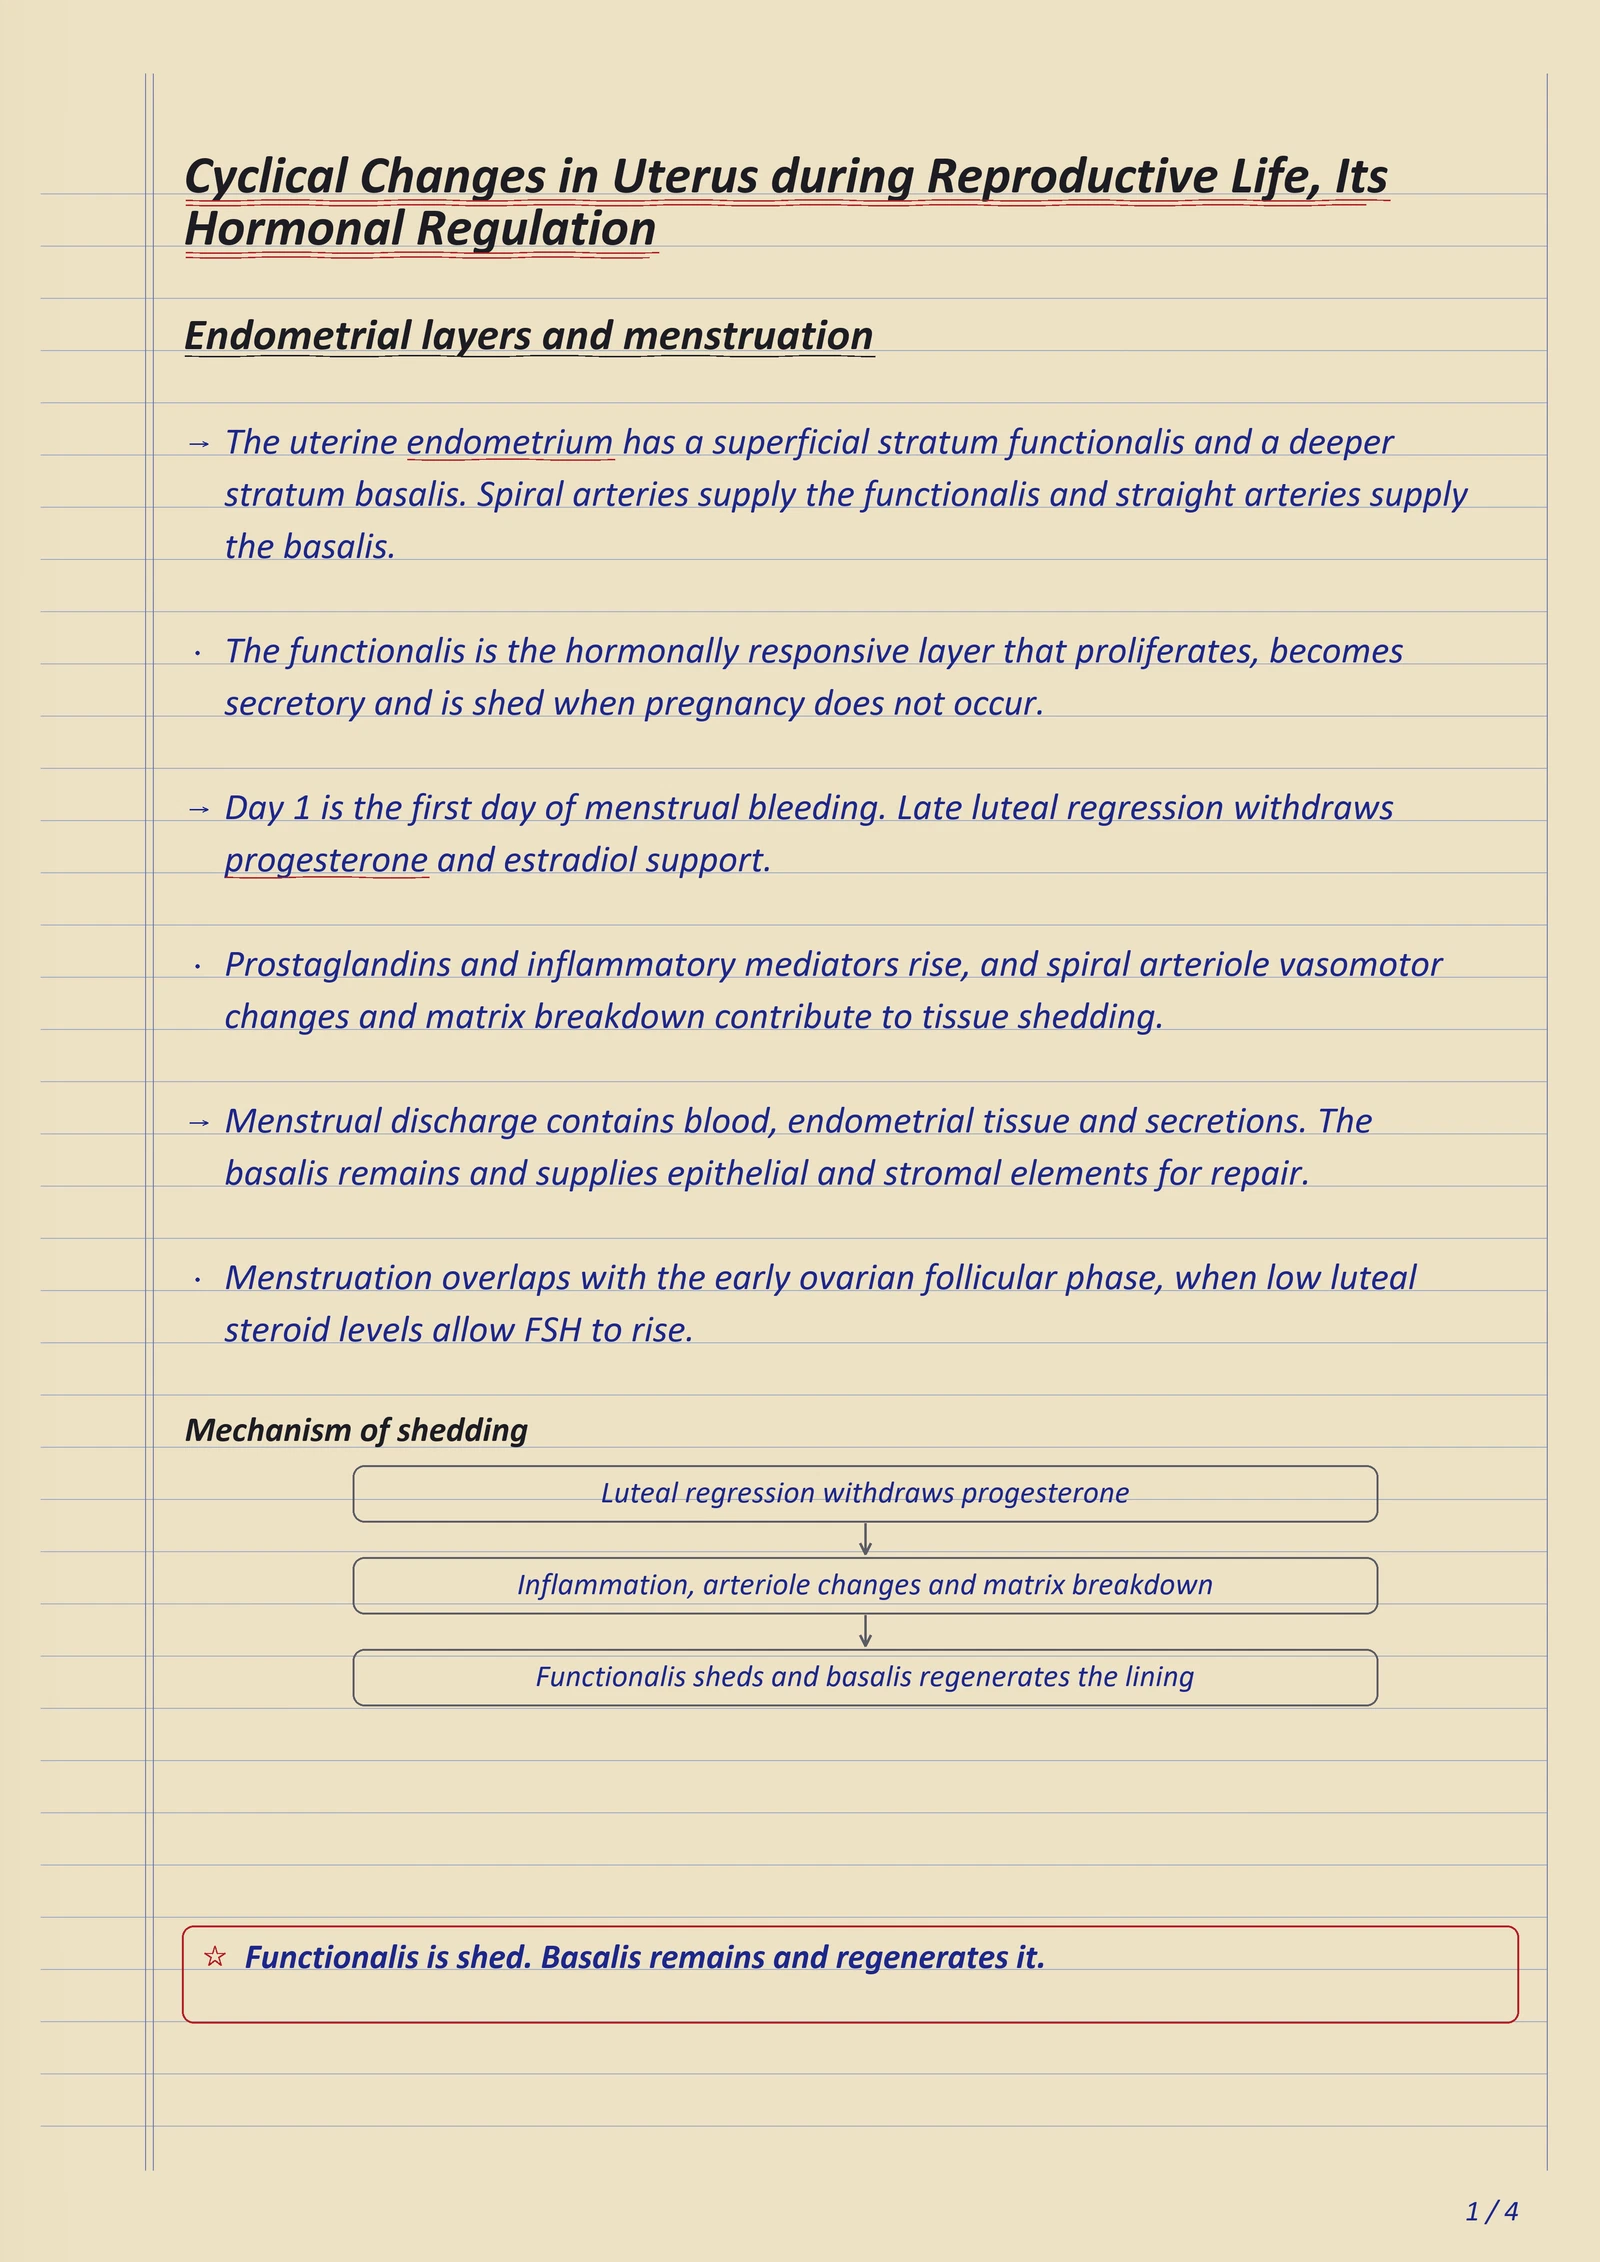 Cyclical Changes in Uterus during Reproductive Life, Its
Hormonal Regulation
Endometrial layers and menstruation
→ The uterine endometrium has a superficial stratum functionalis and a deeper
stratum basalis. Spiral arteries supply the functionalis and straight arteries supply
the basalis.
· The functionalis is the hormonally responsive layer that proliferates, becomes
secretory and is shed when pregnancy does not occur.
→ Day 1 is the first day of menstrual bleeding. Late luteal regression withdraws
progesterone and estradiol support.
· Prostaglandins and inflammatory mediators rise, and spiral arteriole vasomotor
changes and matrix breakdown contribute to tissue shedding.
→ Menstrual discharge contains blood, endometrial tissue and secretions. The
basalis remains and supplies epithelial and stromal elements for repair.
· Menstruation overlaps with the early ovarian follicular phase, when low luteal
steroid levels allow FSH to rise.
Mechanism of shedding
Luteal regression withdraws progesterone
↓
Inflammation, arteriole changes and matrix breakdown
↓
Functionalis sheds and basalis regenerates the lining
☆ Functionalis is shed. Basalis remains and regenerates it.
1 / 4